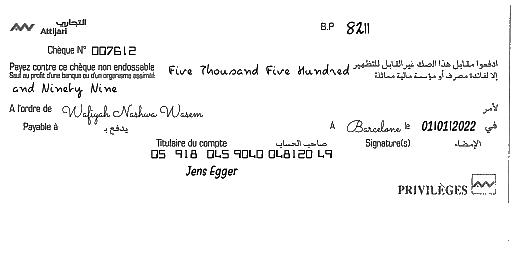 التجاري
Attijari
B.P 8211
Chèque N° 007612
Payez contre ce chèque non endossable Five Thousand Five Hundred ادفعوا مقابل هذا الصك غير القابل للتظهير
Sauf au profit d'une banque ou d'un organisme assimilé إلا لفائدة مصرف أو مؤسسة مالية مماثلة
and Ninety Nine
A l'ordre de Wafiyah Nashwa Wasem لأمر
Payable à يدفع بـ A Barcelone le 01/01/2022 في
Titulaire du compte صاحب الحساب Signature(s) الإمضاء
05 918 045 9040 048120 49
Jens Egger
PRIVILÈGES